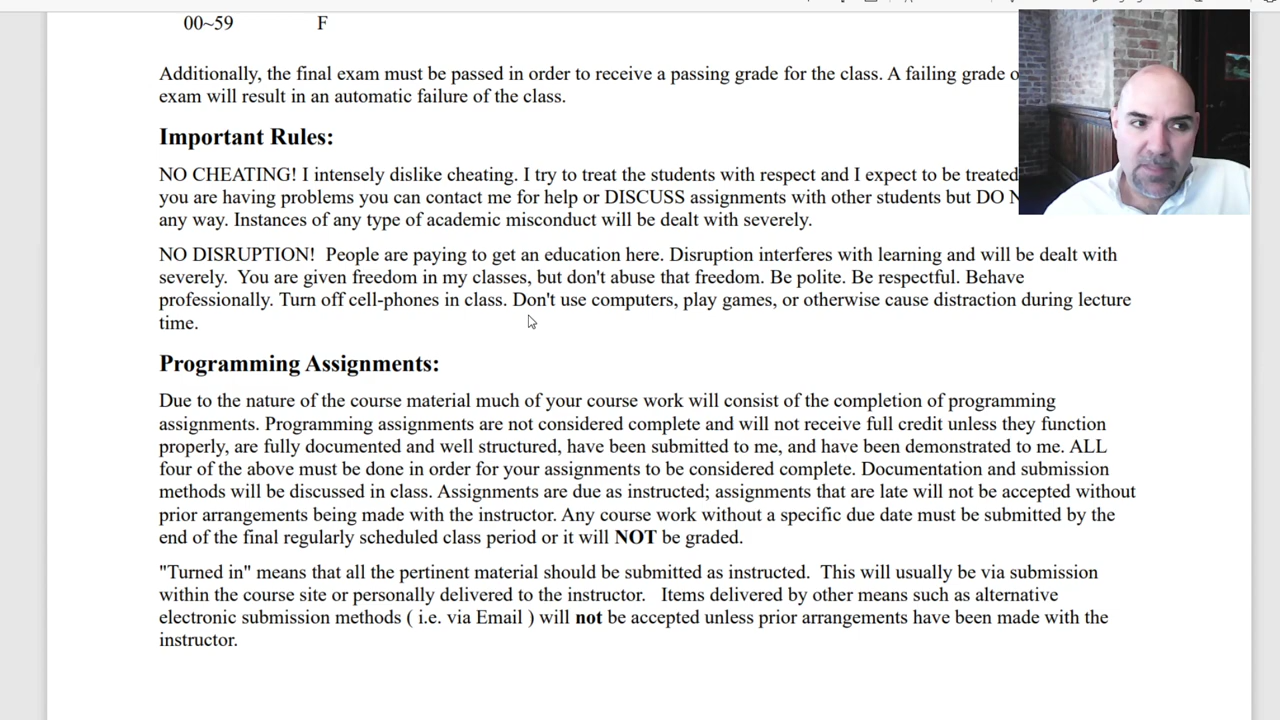 00~59 F
Additionally, the final exam must be passed in order to receive a passing grade for the class. A failing grade
exam will result in an automatic failure of the class.
Important Rules:
NO CHEATING! I intensely dislike cheating. I try to treat the students with respect and I expect to be treated
you are having problems you can contact me for help or DISCUSS assignments with other students but DO
any way. Instances of any type of academic misconduct will be dealt with severely.
NO DISRUPTION!  People are paying to get an education here. Disruption interferes with learning and will be dealt with
severely.  You are given freedom in my classes, but don't abuse that freedom. Be polite. Be respectful. Behave
professionally. Turn off cell-phones in class. Don't use computers, play games, or otherwise cause distraction during lecture
time.
Programming Assignments:
Due to the nature of the course material much of your course work will consist of the completion of programming
assignments. Programming assignments are not considered complete and will not receive full credit unless they function
properly, are fully documented and well structured, have been submitted to me, and have been demonstrated to me. ALL
four of the above must be done in order for your assignments to be considered complete. Documentation and submission
methods will be discussed in class. Assignments are due as instructed; assignments that are late will not be accepted without
prior arrangements being made with the instructor. Any course work without a specific due date must be submitted by the
end of the final regularly scheduled class period or it will NOT be graded.
"Turned in" means that all the pertinent material should be submitted as instructed.  This will usually be via submission
within the course site or personally delivered to the instructor.   Items delivered by other means such as alternative
electronic submission methods ( i.e. via Email ) will not be accepted unless prior arrangements have been made with the
instructor.